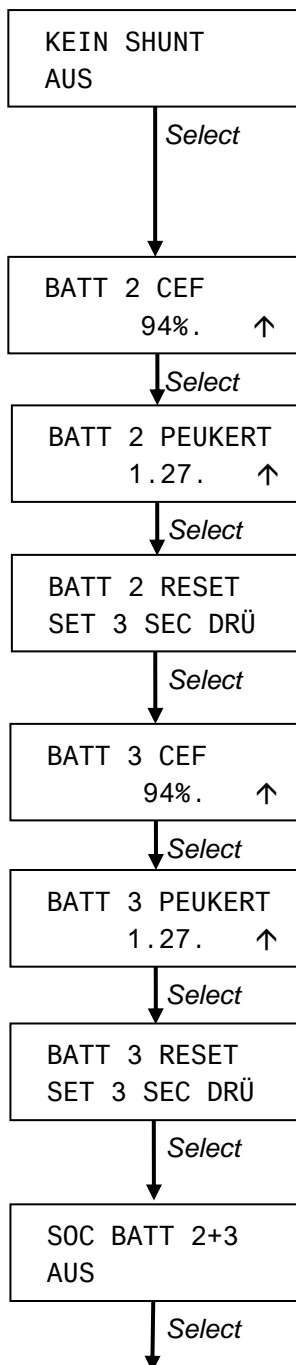 KEIN SHUNT
AUS
Select
BATT 2 CEF
94%. ↑
Select
BATT 2 PEUKERT
1.27. ↑
Select
BATT 2 RESET
SET 3 SEC DRÜ
Select
BATT 3 CEF
94%. ↑
Select
BATT 3 PEUKERT
1.27. ↑
Select
BATT 3 RESET
SET 3 SEC DRÜ
Select
SOC BATT 2+3
AUS
Select